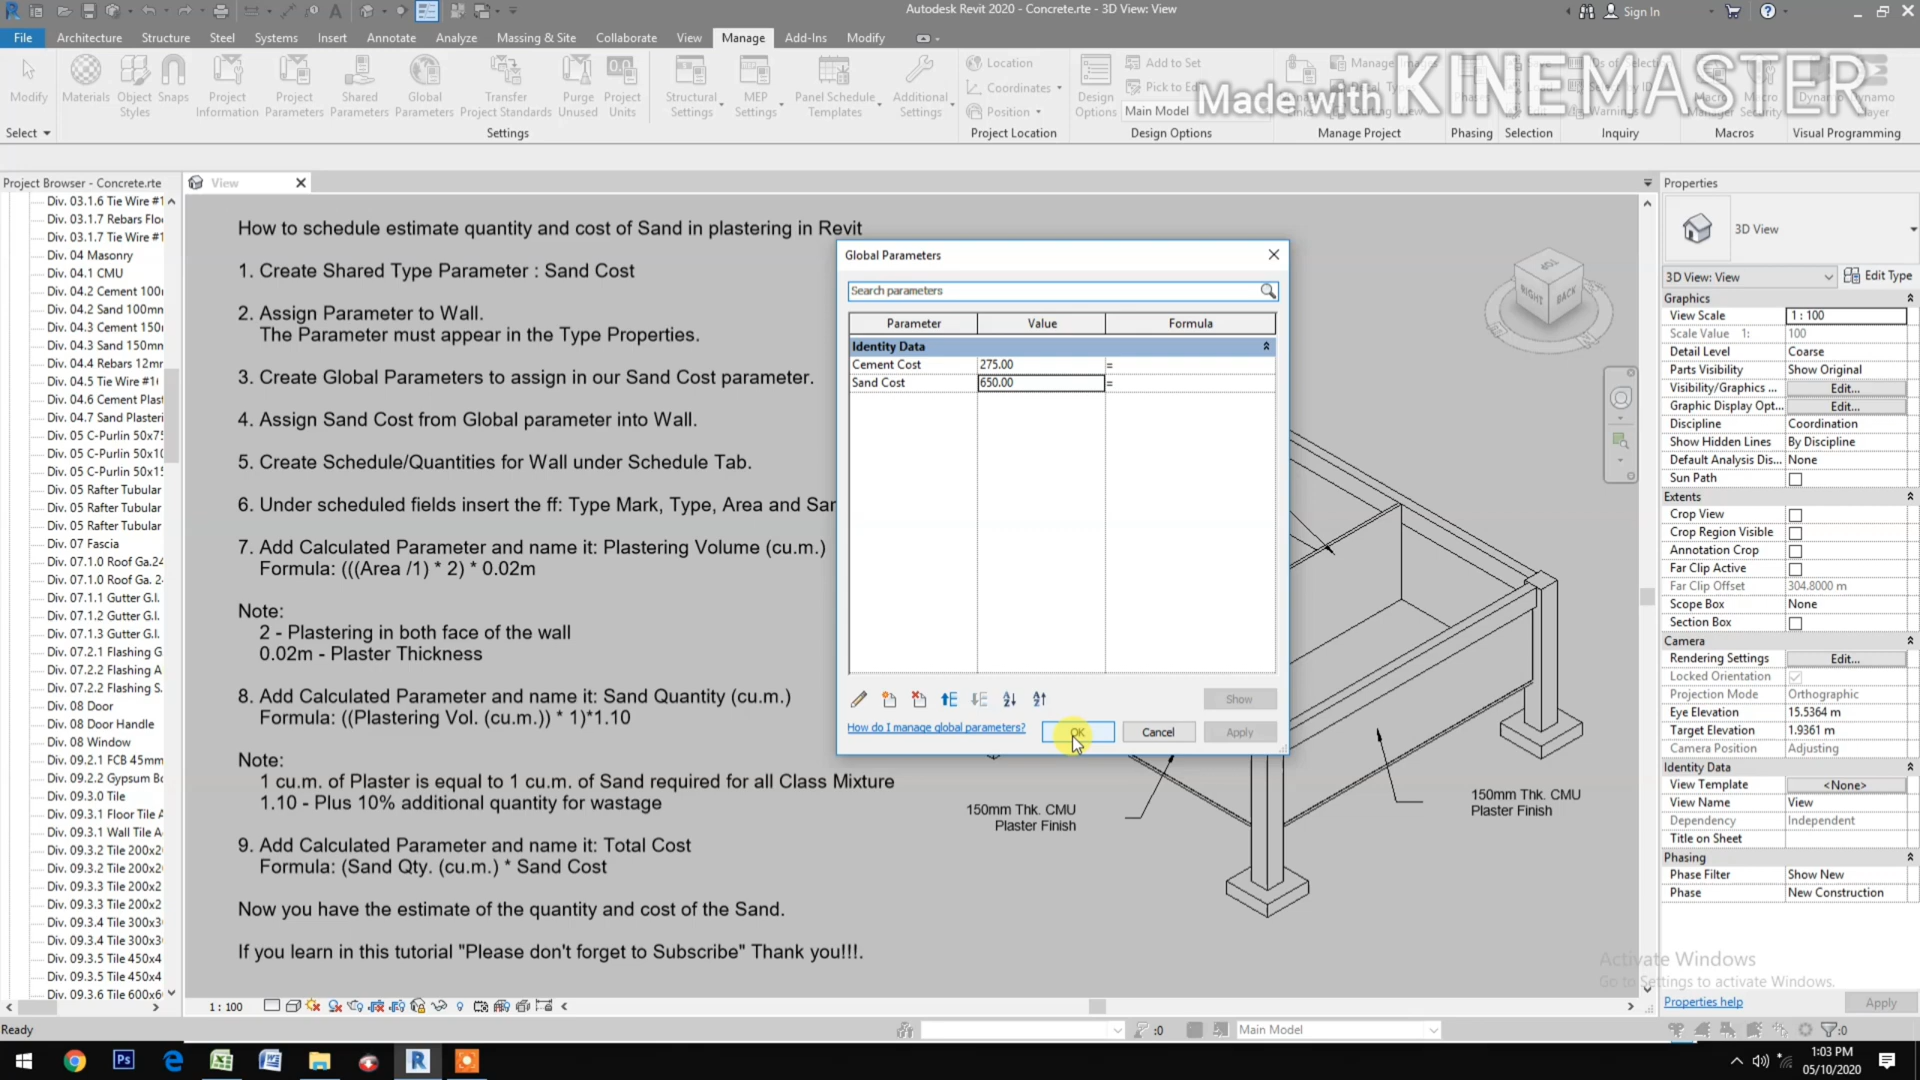 Autodesk Revit 2020 - Concrete.rte - 3D View: View
Sign In
File Architecture Structure Steel Systems Insert Annotate Analyze Massing & Site Collaborate View Manage Add-Ins Modify
Modify
Materials
Object Styles
Snaps
Project Information
Project Parameters
Shared Parameters
Global Parameters
Transfer Project Standards
Purge Unused
Project Units
Structural Settings
MEP Settings
Panel Schedule Templates
Additional Settings
Location
Coordinates
Position
Design Options
Add to Set
Pick to Edit
Main Model
Made with KINEMASTER
Select
Settings
Project Location
Design Options
Manage Project
Phasing
Selection
Inquiry
Macros
Visual Programming
Project Browser - Concrete.rte
Div. 03.1.6 Tie Wire #1
Div. 03.1.7 Rebars Flo
Div. 03.1.7 Tie Wire #1
Div. 04 Masonry
Div. 04.1 CMU
Div. 04.2 Cement 100
Div. 04.2 Sand 100mm
Div. 04.3 Cement 150
Div. 04.3 Sand 150mm
Div. 04.4 Rebars 12mr
Div. 04.5 Tie Wire #1
Div. 04.6 Cement Plast
Div. 04.7 Sand Plasteri
Div. 05 C-Purlin 50x75
Div. 05 C-Purlin 50x10
Div. 05 C-Purlin 50x15
Div. 05 Rafter Tubular
Div. 05 Rafter Tubular
Div. 05 Rafter Tubular
Div. 07 Fascia
Div. 07.1.0 Roof Ga.24
Div. 07.1.0 Roof Ga. 2
Div. 07.1.1 Gutter G.I.
Div. 07.1.2 Gutter G.I.
Div. 07.1.3 Gutter G.I.
Div. 07.2.1 Flashing G
Div. 07.2.2 Flashing A
Div. 07.2.2 Flashing S.
Div. 08 Door
Div. 08 Door Handle
Div. 08 Window
Div. 09.2.1 FCB 45mm
Div. 09.2.2 Gypsum B
Div. 09.3.0 Tile
Div. 09.3.1 Floor Tile A
Div. 09.3.1 Wall Tile A
Div. 09.3.2 Tile 200x2
Div. 09.3.2 Tile 200x2
Div. 09.3.3 Tile 200x2
Div. 09.3.3 Tile 200x2
Div. 09.3.4 Tile 300x3
Div. 09.3.4 Tile 300x3
Div. 09.3.5 Tile 450x4
Div. 09.3.5 Tile 450x4
Div. 09.3.6 Tile 600x6
View
How to schedule estimate quantity and cost of Sand in plastering in Revit
1. Create Shared Type Parameter : Sand Cost
2. Assign Parameter to Wall.
The Parameter must appear in the Type Properties.
3. Create Global Parameters to assign in our Sand Cost parameter.
4. Assign Sand Cost from Global parameter into Wall.
5. Create Schedule/Quantities for Wall under Schedule Tab.
6. Under scheduled fields insert the ff: Type Mark, Type, Area and Sar
7. Add Calculated Parameter and name it: Plastering Volume (cu.m.)
Formula: (((Area /1) * 2) * 0.02m
Note:
2 - Plastering in both face of the wall
0.02m - Plaster Thickness
8. Add Calculated Parameter and name it: Sand Quantity (cu.m.)
Formula: ((Plastering Vol. (cu.m.)) * 1)*1.10
Note:
1 cu.m. of Plaster is equal to 1 cu.m. of Sand required for all Class Mixture
1.10 - Plus 10% additional quantity for wastage
9. Add Calculated Parameter and name it: Total Cost
Formula: (Sand Qty. (cu.m.) * Sand Cost
Now you have the estimate of the quantity and cost of the Sand.
If you learn in this tutorial "Please don't forget to Subscribe" Thank you!!!.
Global Parameters
Search parameters
Parameter Value Formula
Identity Data
Cement Cost 275.00 =
Sand Cost 650.00 =
Show
How do I manage global parameters?
OK Cancel Apply
TOP
RIGHT BACK
150mm Thk. CMU
Plaster Finish
150mm Thk. CMU
Plaster Finish
Properties
3D View
3D View: View Edit Type
Graphics
View Scale 1 : 100
Scale Value 1: 100
Detail Level Coarse
Parts Visibility Show Original
Visibility/Graphics ... Edit...
Graphic Display Opt... Edit...
Discipline Coordination
Show Hidden Lines By Discipline
Default Analysis Dis... None
Sun Path
Extents
Crop View
Crop Region Visible
Annotation Crop
Far Clip Active
Far Clip Offset 304.8000 m
Scope Box None
Section Box
Camera
Rendering Settings Edit...
Locked Orientation
Projection Mode Orthographic
Eye Elevation 15.5364 m
Target Elevation 1.9361 m
Camera Position Adjusting
Identity Data
View Template <None>
View Name View
Dependency Independent
Title on Sheet
Phasing
Phase Filter Show New
Phase New Construction
Activate Windows
Go to Settings to activate Windows.
Properties help Apply
1 : 100
Ready
:0
Main Model
:0
1:03 PM
05/10/2020